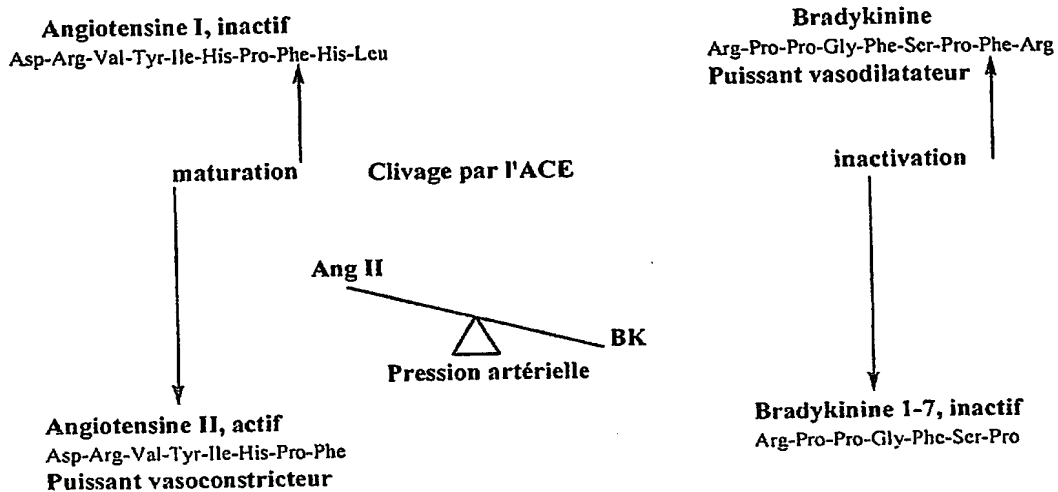 Angiotensine I, inactif
Asp-Arg-Val-Tyr-Ile-His-Pro-Phe-His-Leu
Bradykinine
Arg-Pro-Pro-Gly-Phe-Ser-Pro-Phe-Arg
Puissant vasodilatateur
maturation
Clivage par l'ACE
inactivation
Ang II
BK
Pression artérielle
Angiotensine II, actif
Asp-Arg-Val-Tyr-Ile-His-Pro-Phe
Puissant vasoconstricteur
Bradykinine 1-7, inactif
Arg-Pro-Pro-Gly-Phe-Ser-Pro